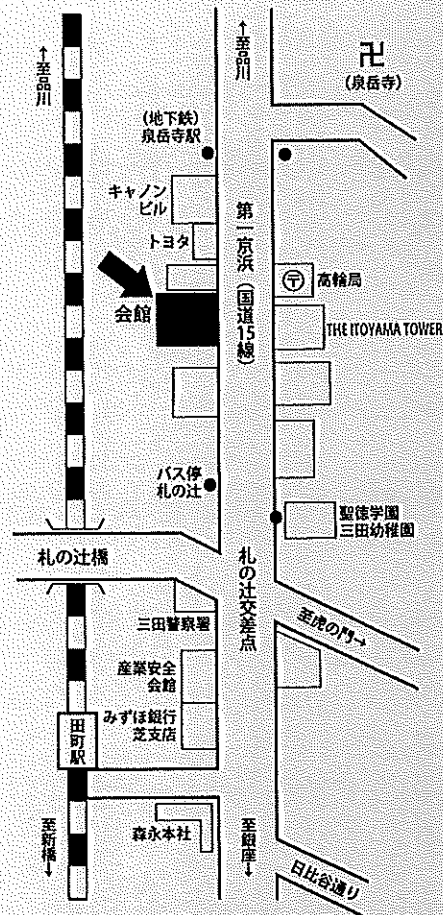 ↑至品川
↑至品川
卍
(泉岳寺)
(地下鉄)
泉岳寺駅
キャノン
ビル
トヨタ
第一京浜(国道15線)
〒
高輪局
会館
THE ITOYAMA TOWER
バス停
札の辻
聖徳学園
三田幼稚園
札の辻橋
札の辻交差点
三田警察署
至虎の門→
産業安全
会館
みずほ銀行
芝支店
田町駅
森永本社
至新橋→
至銀座→
日比谷通り